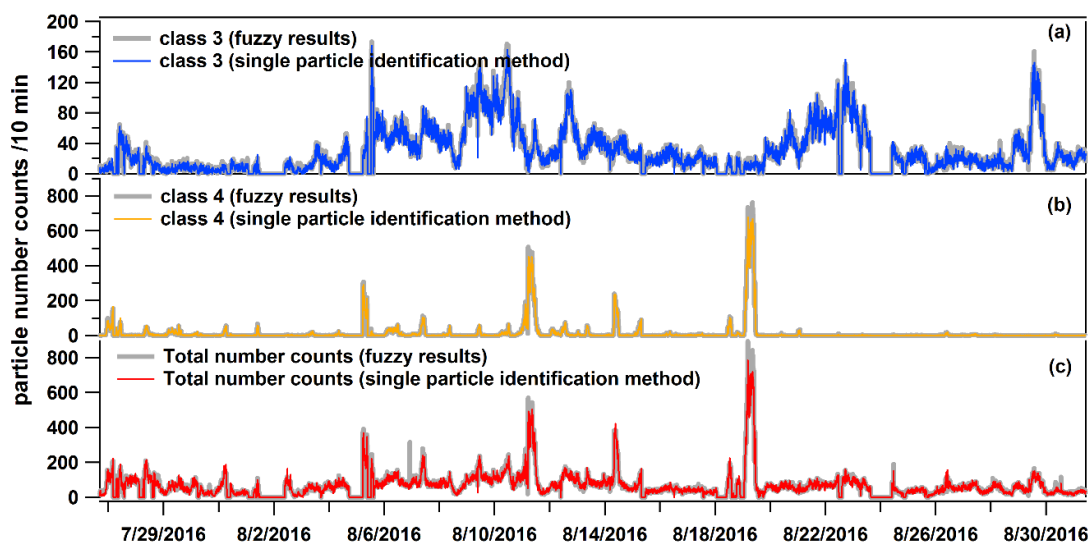 particle number counts /10 min
200
160
120
80
40
0
(a)
class 3 (fuzzy results)
class 3 (single particle identification method)
800
600
400
200
0
(b)
class 4 (fuzzy results)
class 4 (single particle identification method)
800
600
400
200
0
(c)
Total number counts (fuzzy results)
Total number counts (single particle identification method)
7/29/2016 8/2/2016 8/6/2016 8/10/2016 8/14/2016 8/18/2016 8/22/2016 8/26/2016 8/30/2016